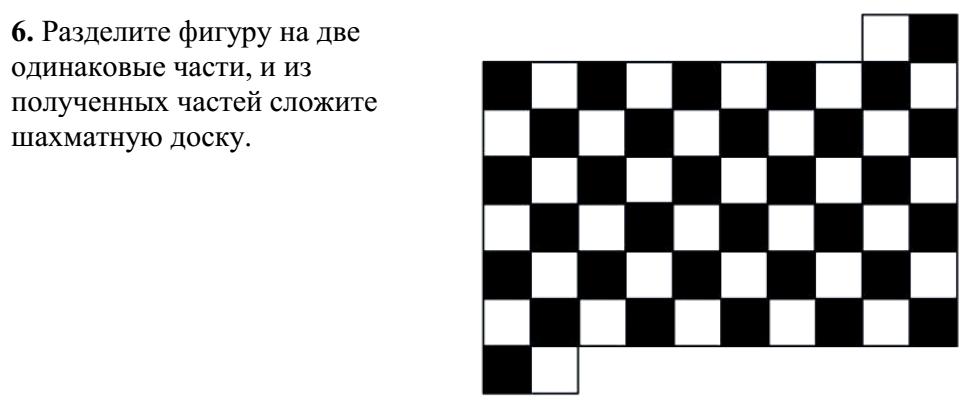 6. Разделите фигуру на две
одинаковые части, и из
полученных частей сложите
шахматную доску.